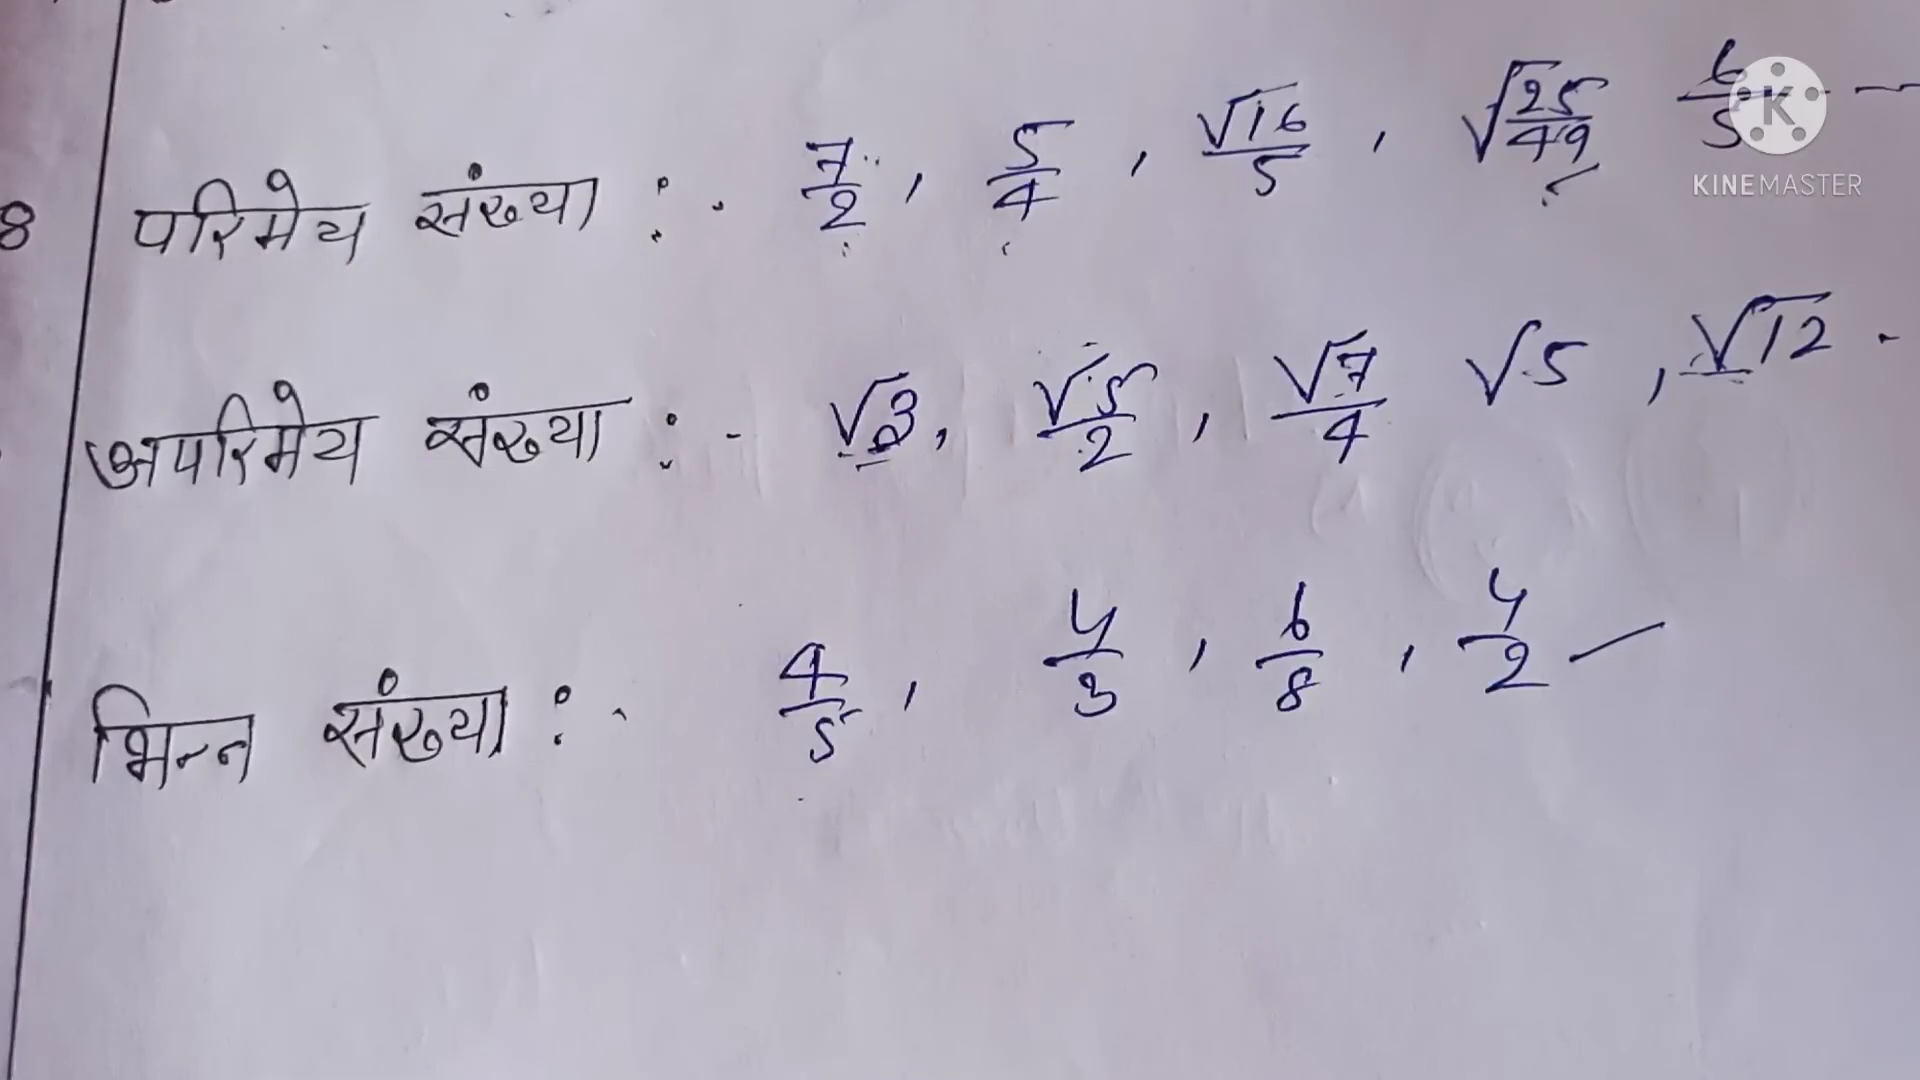 8 परिमेय संख्या :- 7/2, 5/4, √16/5, √25/49 6/5 --
KINEMASTER
अपरिमेय संख्या :- √3, √5/2, √7/4 √5, √12 -
भिन्न संख्या :- 4/5, 4/3, 6/8, 4/2 —